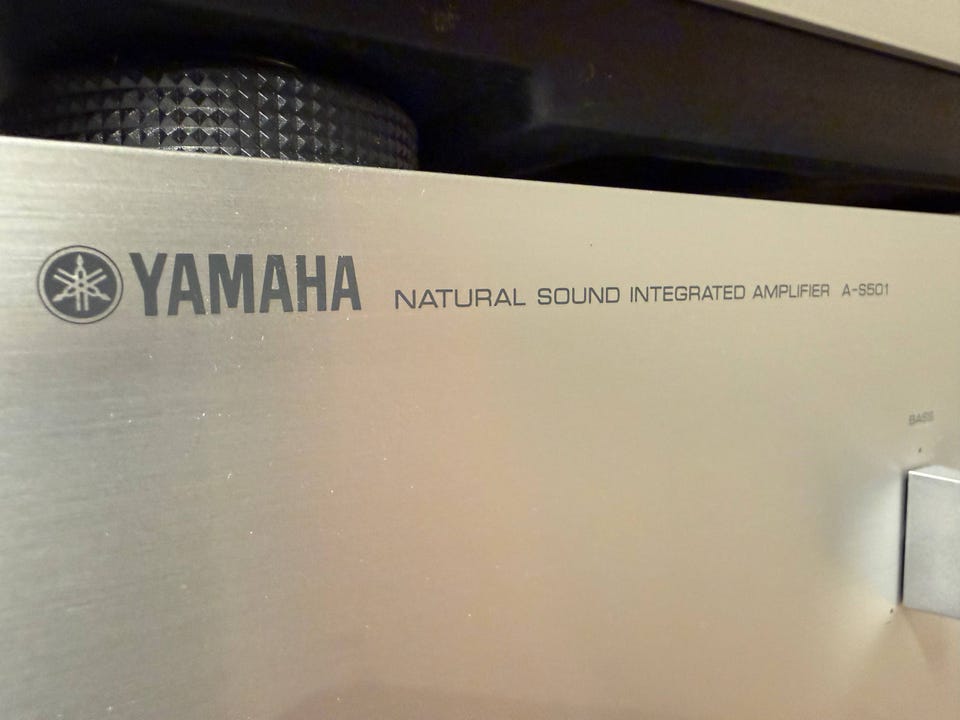 YAMAHA NATURAL SOUND INTEGRATED AMPLIFIER A-S501
BASS